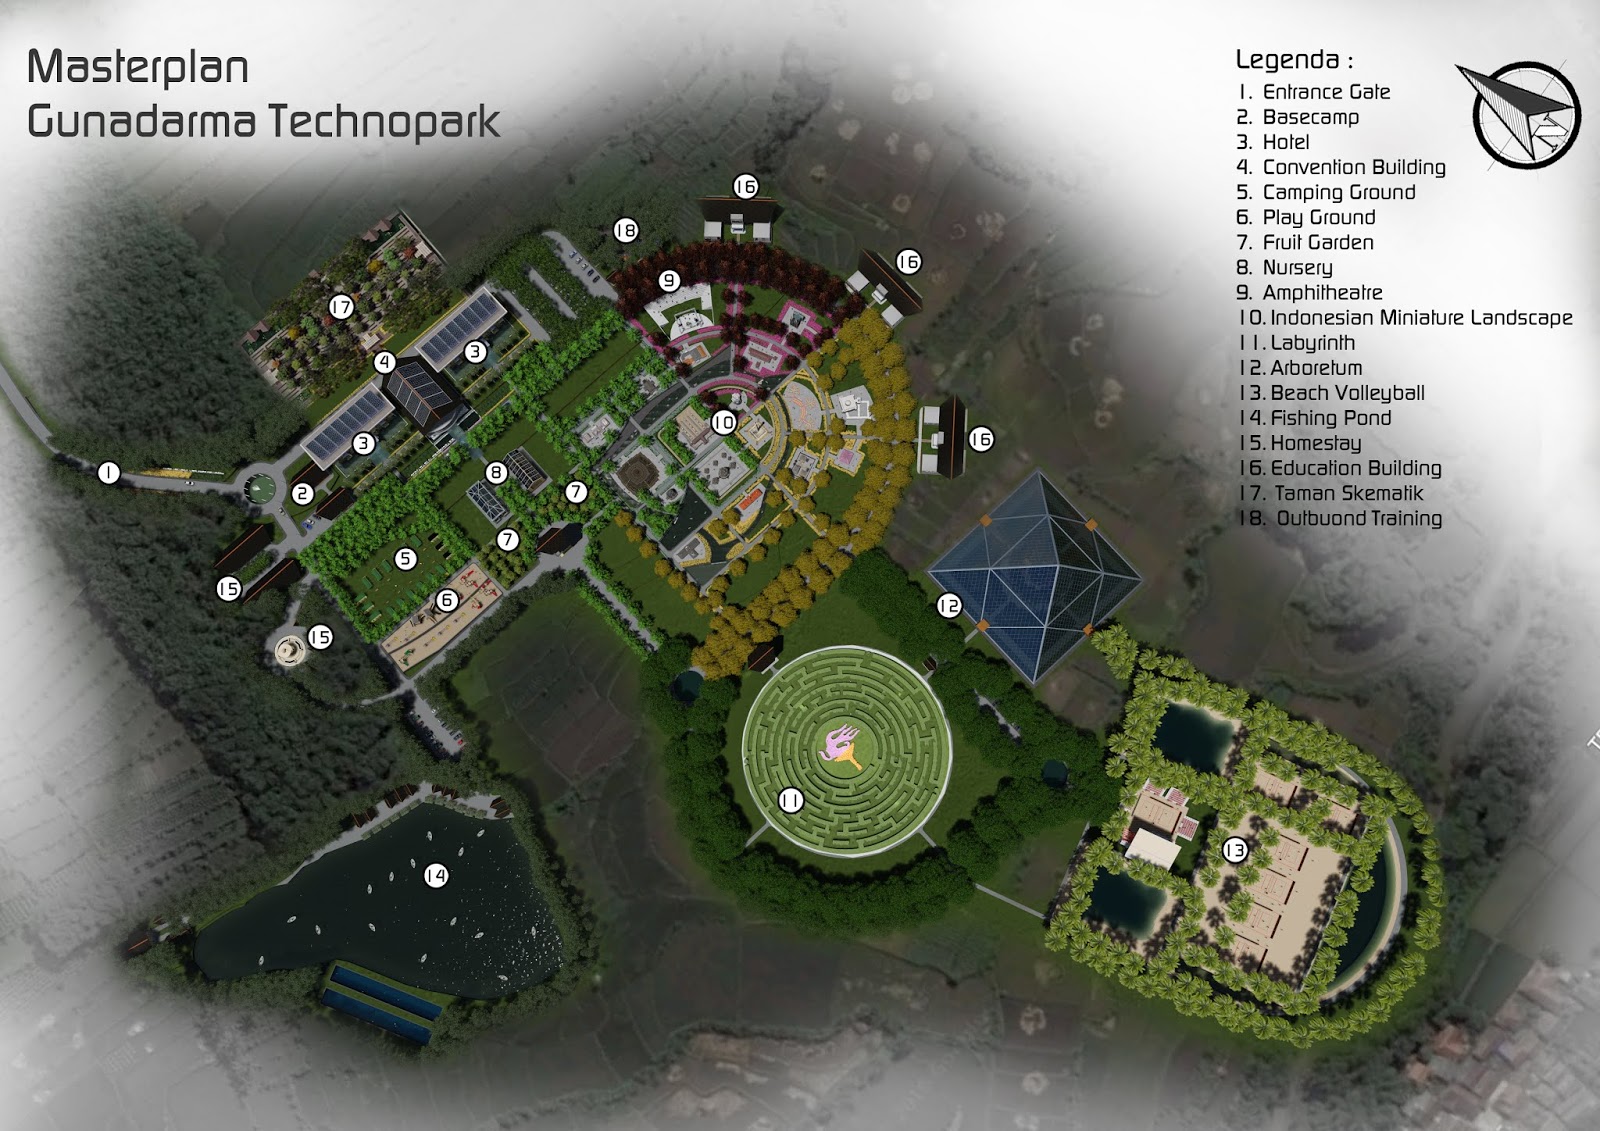 Masterplan
Gunadarma Technopark
Legenda :
1. Entrance Gate
2. Basecamp
3. Hotel
4. Convention Building
5. Camping Ground
6. Play Ground
7. Fruit Garden
8. Nursery
9. Amphitheatre
10. Indonesian Miniature Landscape
11. Labyrinth
12. Arboretum
13. Beach Volleyball
14. Fishing Pond
15. Homestay
16. Education Building
17. Taman Skematik
18. Outbuond Training
16
18
16
9
17
3
4
10
16
3
1
8
7
2
7
5
15
6
12
15
11
13
14